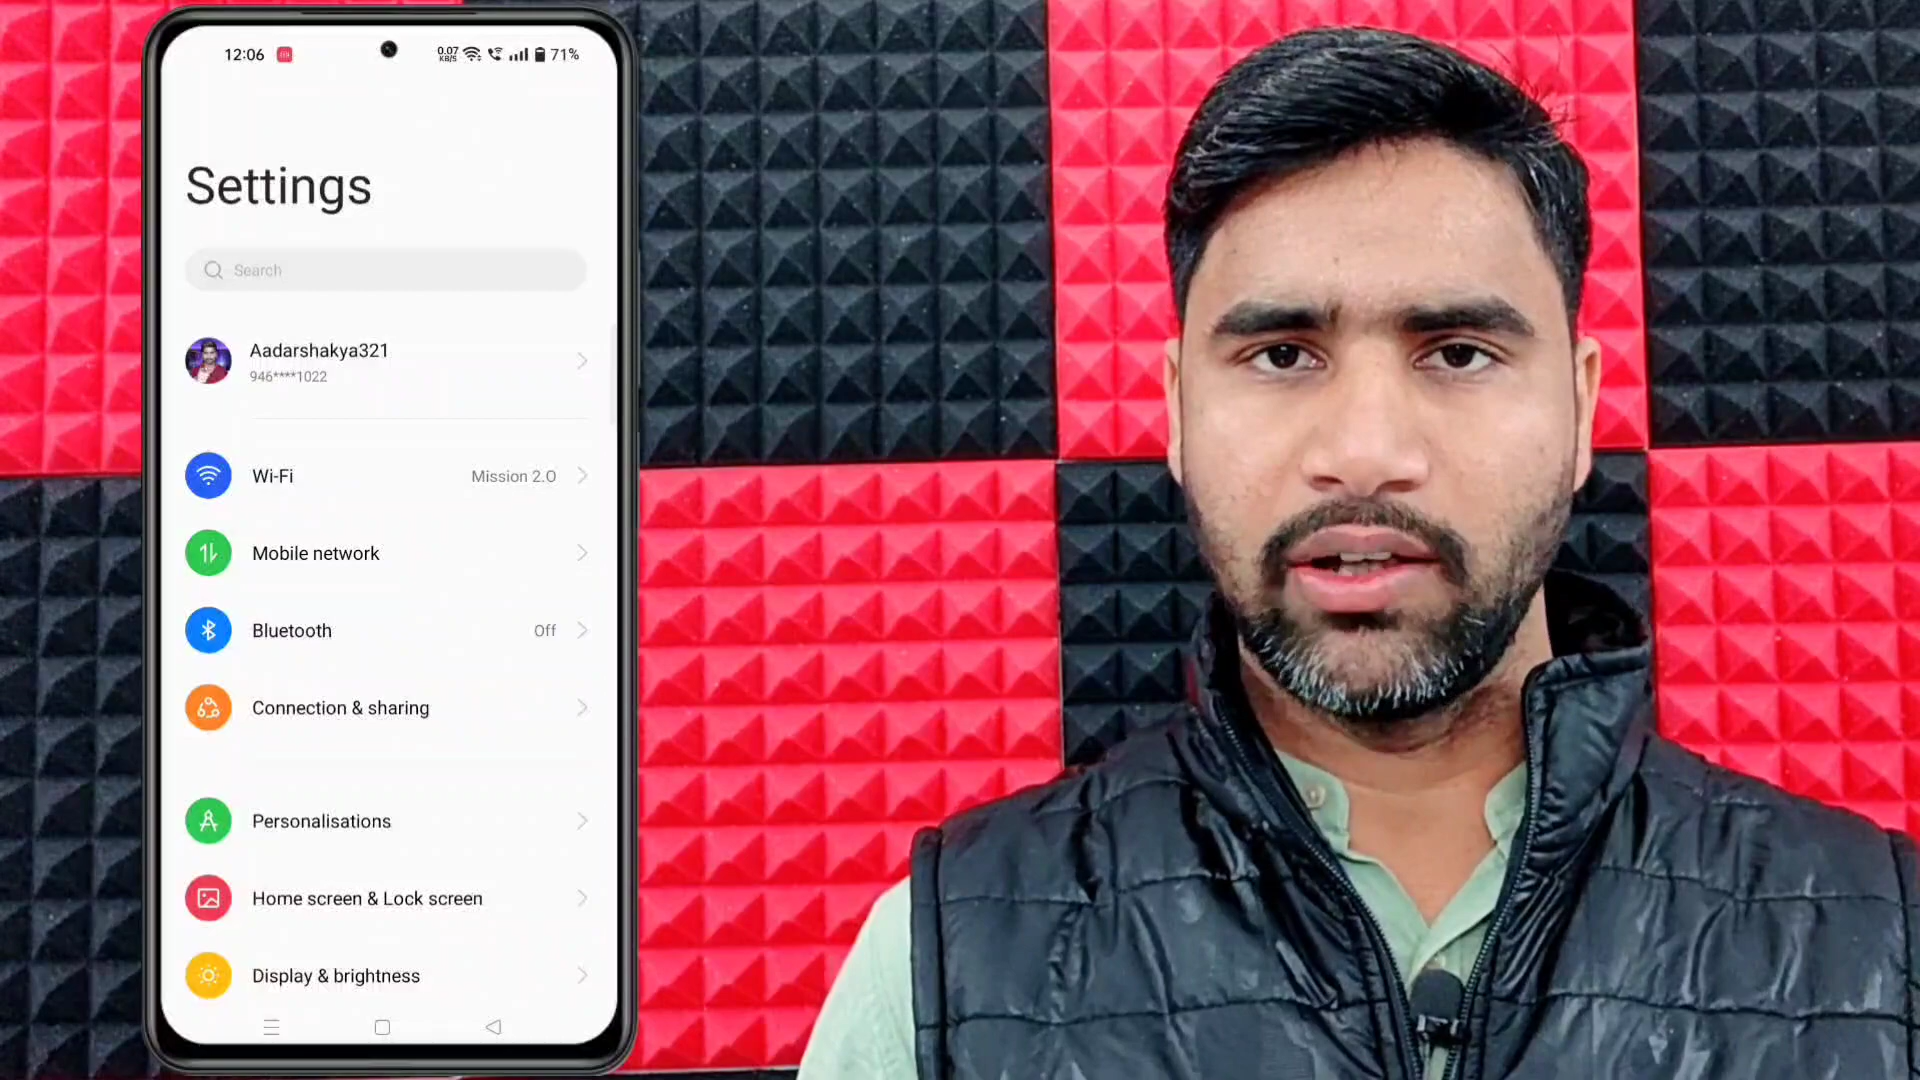 12:06 0.07 KB/S 71%
Settings
Search
Aadarshakya321
946****1022
Wi-Fi Mission 2.0
Mobile network
Bluetooth Off
Connection & sharing
Personalisations
Home screen & Lock screen
Display & brightness